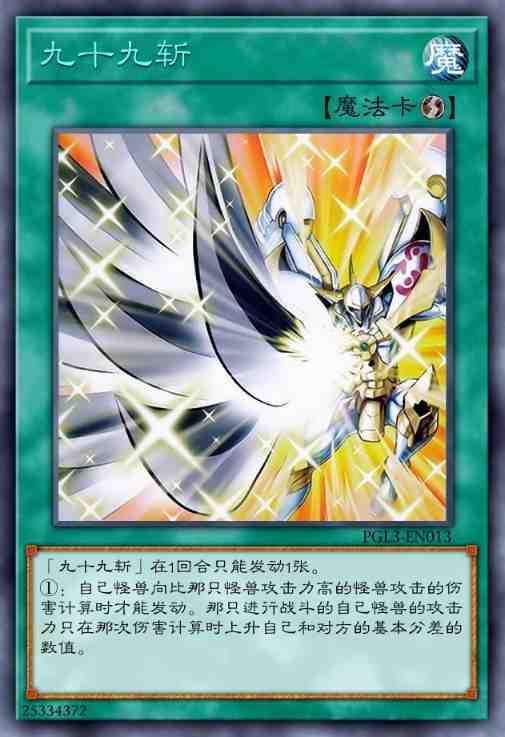 九十九斩
魔
【魔法卡】
PGL3-EN013
「九十九斩」在1回合只能发动1张。
①：自己怪兽向比那只怪兽攻击力高的怪兽攻击的伤
害计算时才能发动。那只进行战斗的自己怪兽的攻击
力只在那次伤害计算时上升自己和对方的基本分差的
数值。
25334372